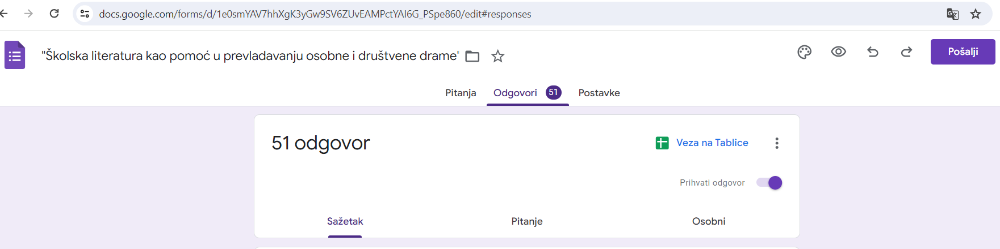 docs.google.com/forms/d/1e0smYAV7hhXgK3yGw9SV6ZUvEAMPctYAI6G_PSpe860/edit#responses
"Školska literatura kao pomoć u prevladavanju osobne i društvene drame'
Pošalji
Pitanja Odgovori 51 Postavke
51 odgovor
Veza na Tablice
Prihvati odgovor
Sažetak Pitanje Osobni